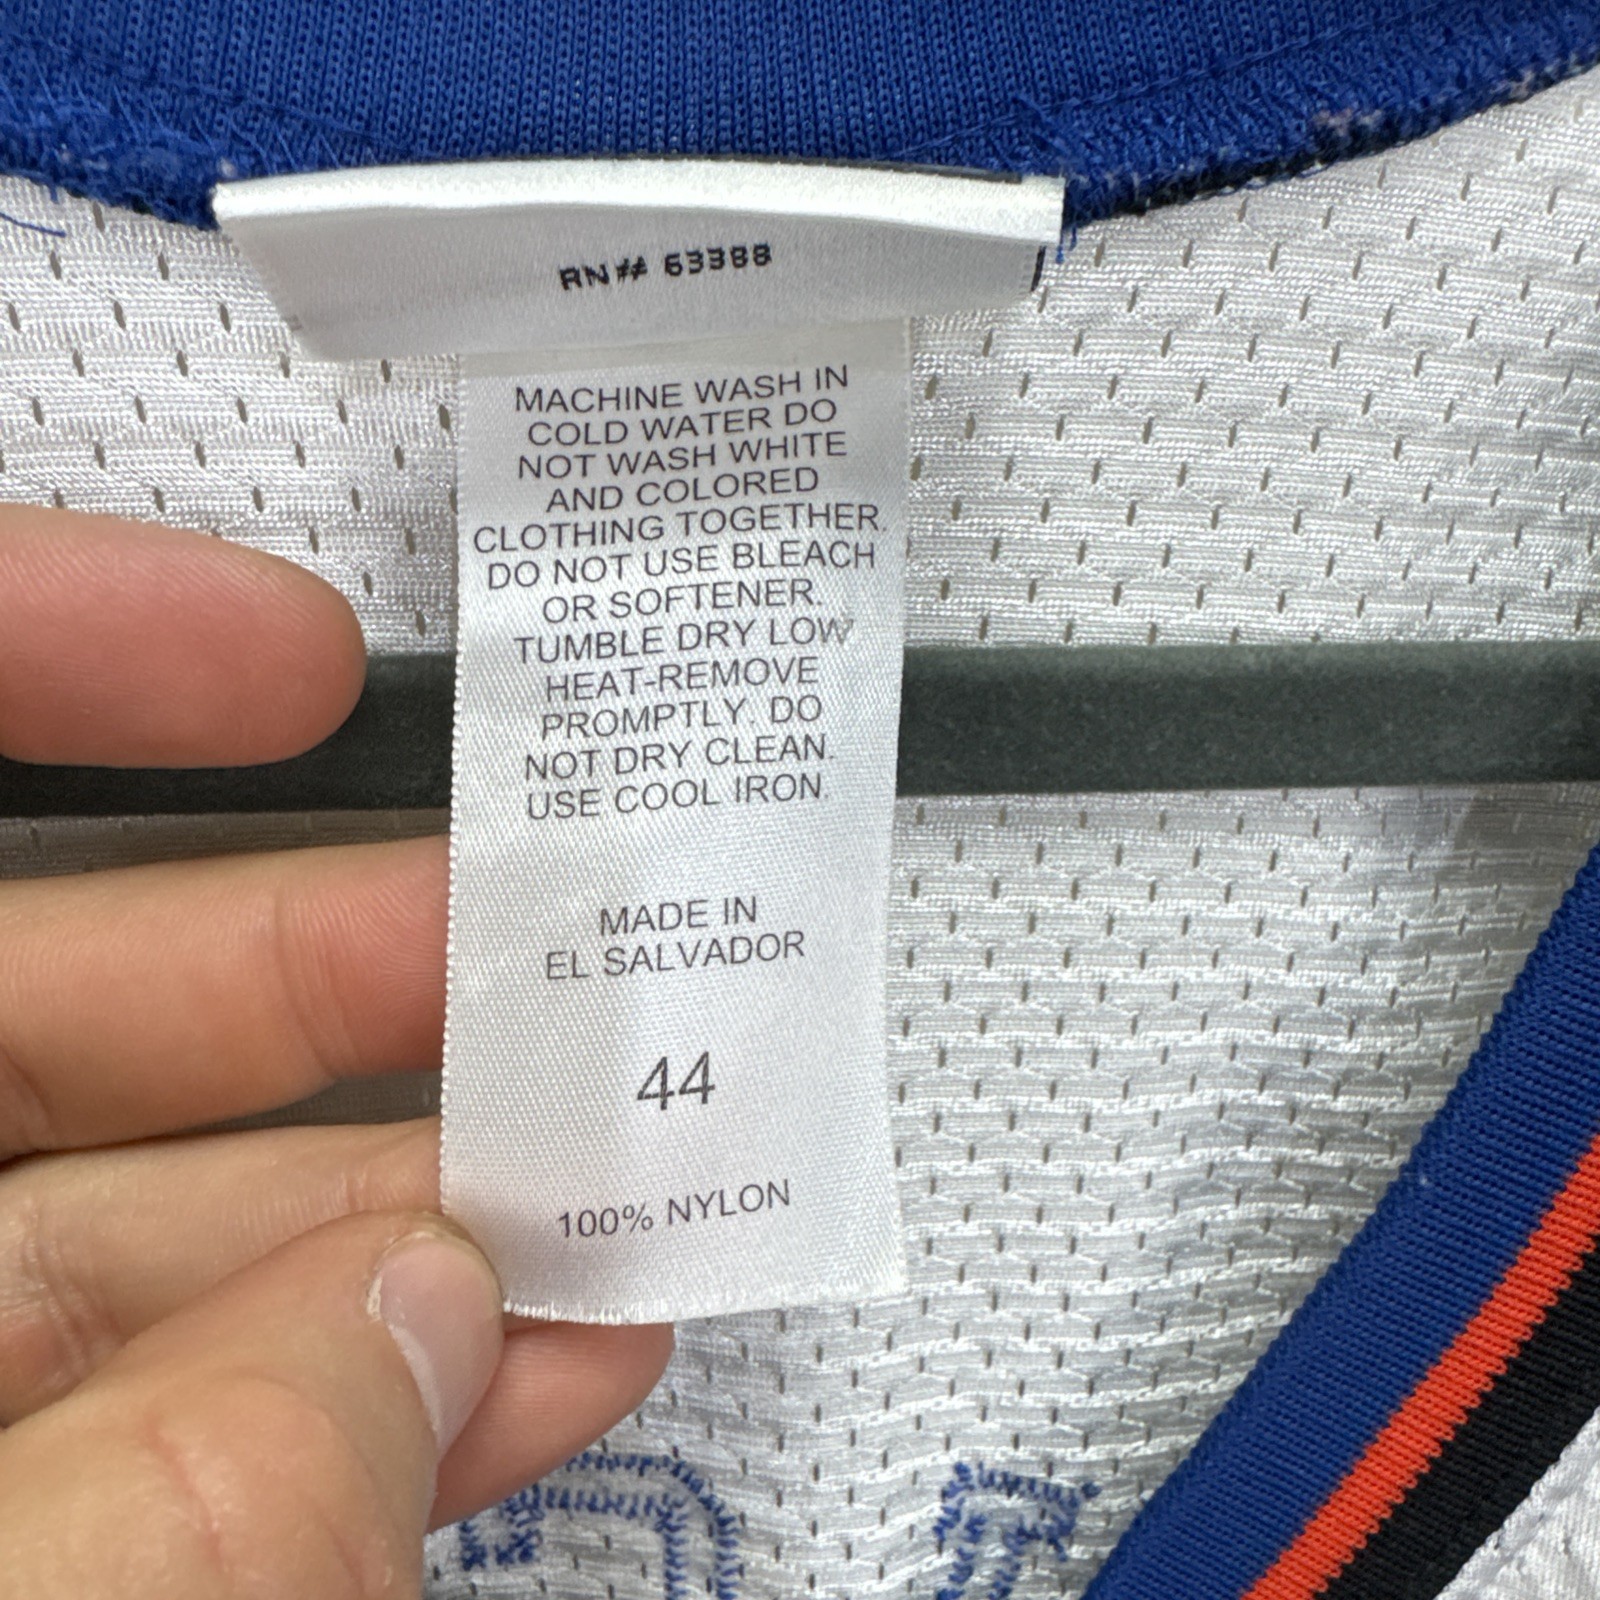 RN# 63388
MACHINE WASH IN
COLD WATER DO
NOT WASH WHITE
AND COLORED
CLOTHING TOGETHER.
DO NOT USE BLEACH
OR SOFTENER.
TUMBLE DRY LOW
HEAT-REMOVE
PROMPTLY. DO
NOT DRY CLEAN.
USE COOL IRON.
MADE IN
EL SALVADOR
44
100% NYLON